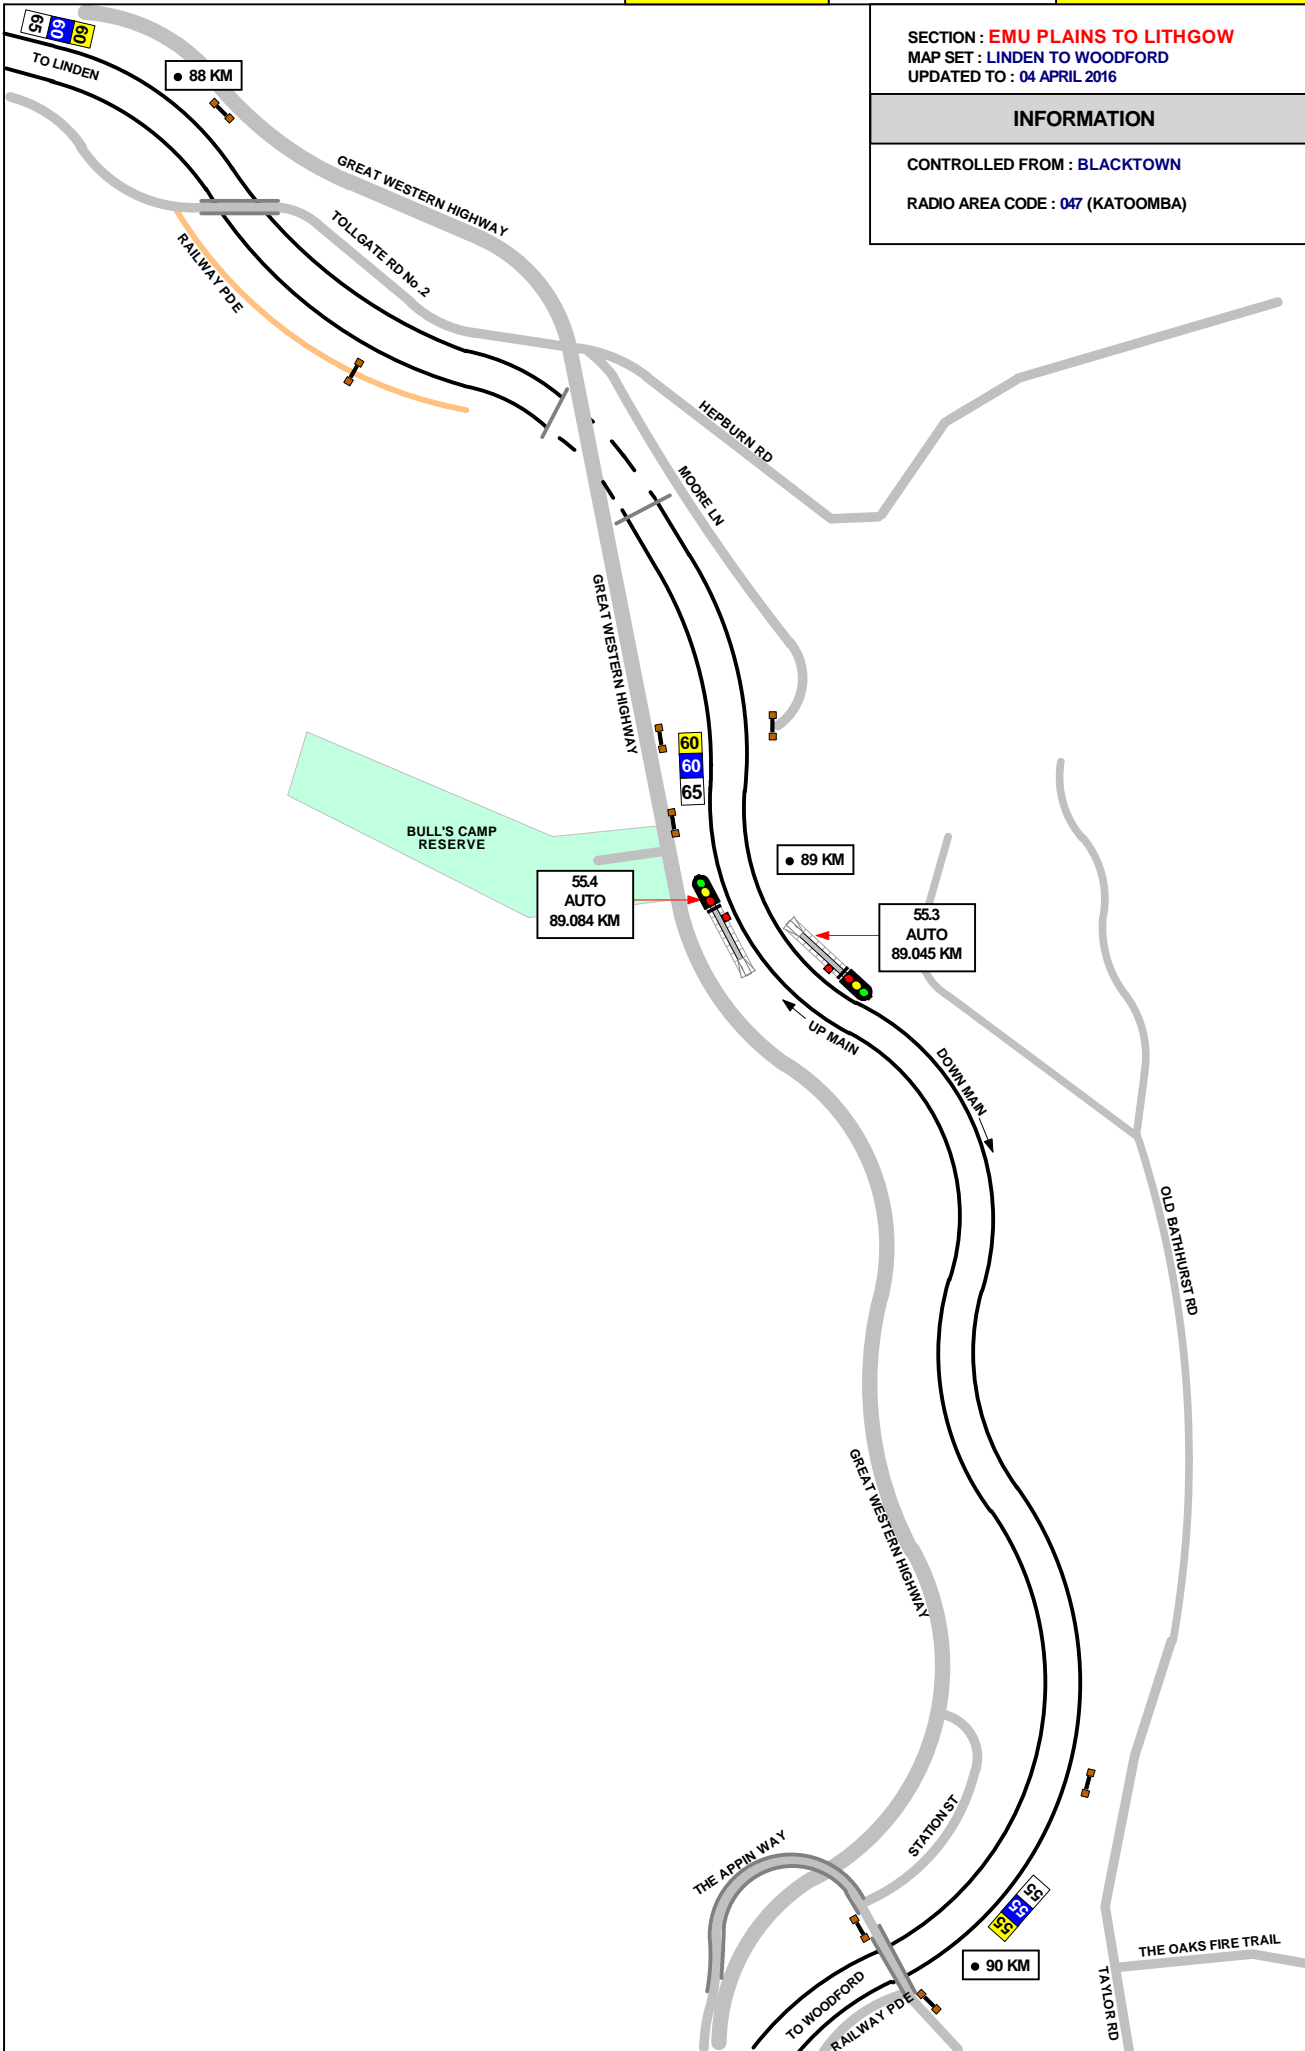 SECTION : EMU PLAINS TO LITHGOW
MAP SET : LINDEN TO WOODFORD
UPDATED TO : 04 APRIL 2016
INFORMATION
CONTROLLED FROM : BLACKTOWN
RADIO AREA CODE : 047 (KATOOMBA)
65
60
60
TO LINDEN
● 88 KM
GREAT WESTERN HIGHWAY
TOLLGATE RD No.2
RAILWAY PDE
HEPBURN RD
MOORE LN
GREAT WESTERN HIGHWAY
60
60
65
BULL'S CAMP
RESERVE
● 89 KM
55.4
AUTO
89.084 KM
55.3
AUTO
89.045 KM
UP MAIN
DOWN MAIN
OLD BATHHURST RD
GREAT WESTERN HIGHWAY
STATION ST
THE APPIN WAY
55
55
55
● 90 KM
THE OAKS FIRE TRAIL
TAYLOR RD
TO WOODFORD
RAILWAY PDE